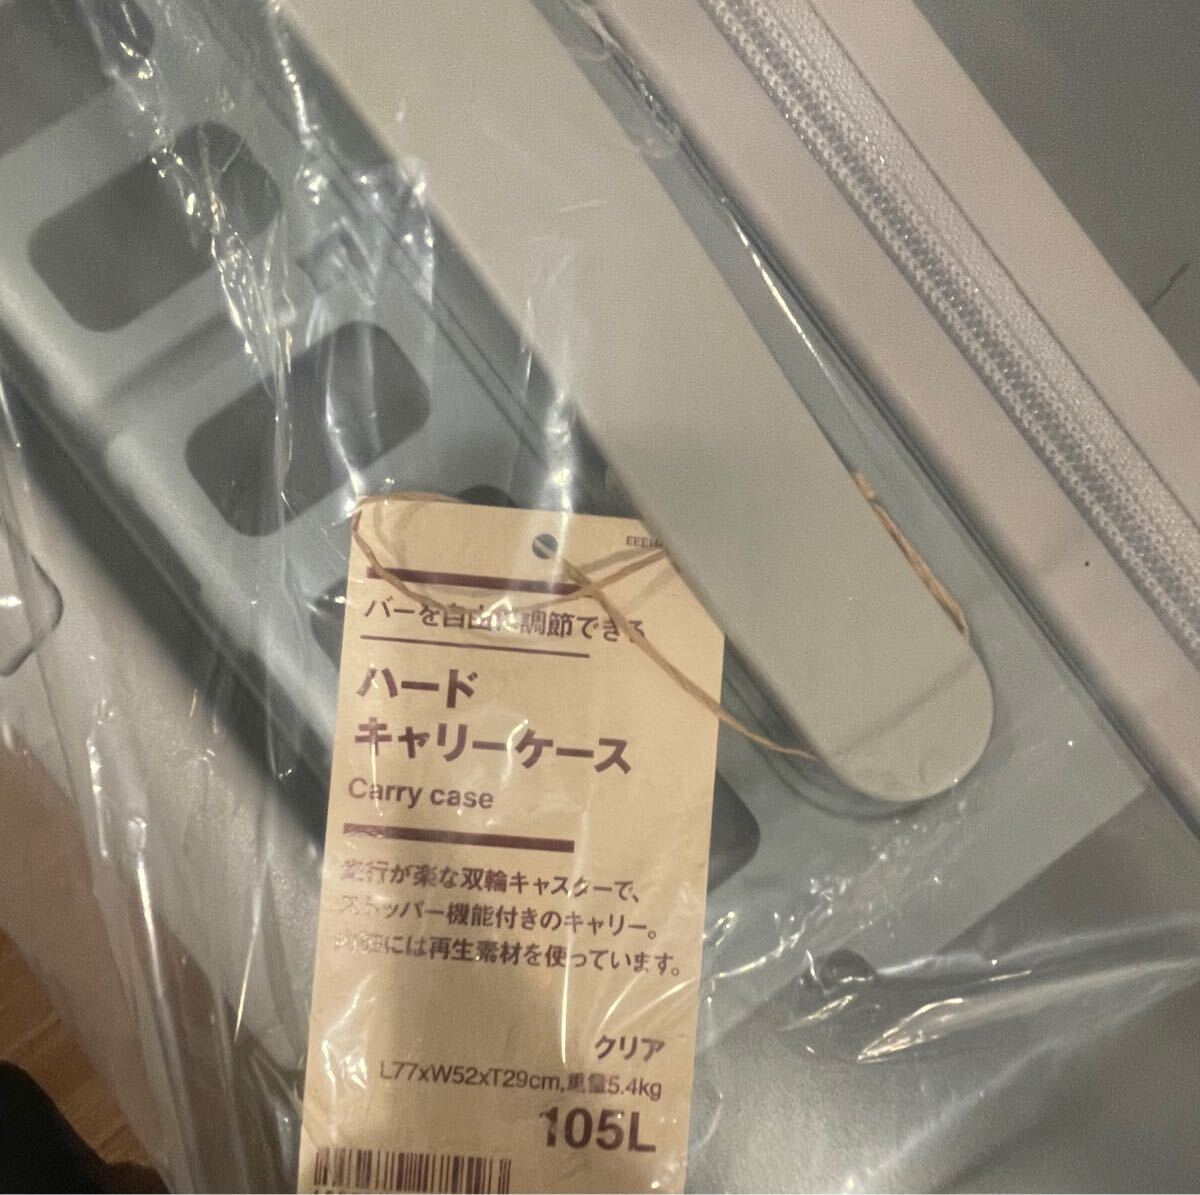 バーを自由に調節できる
ハード
キャリーケース
Carry case
走行が楽な双輪キャスターで、
ストッパー機能付きのキャリー。
内装には再生素材を使っています。
クリア
L77xW52xT29cm,重量5.4kg
105L